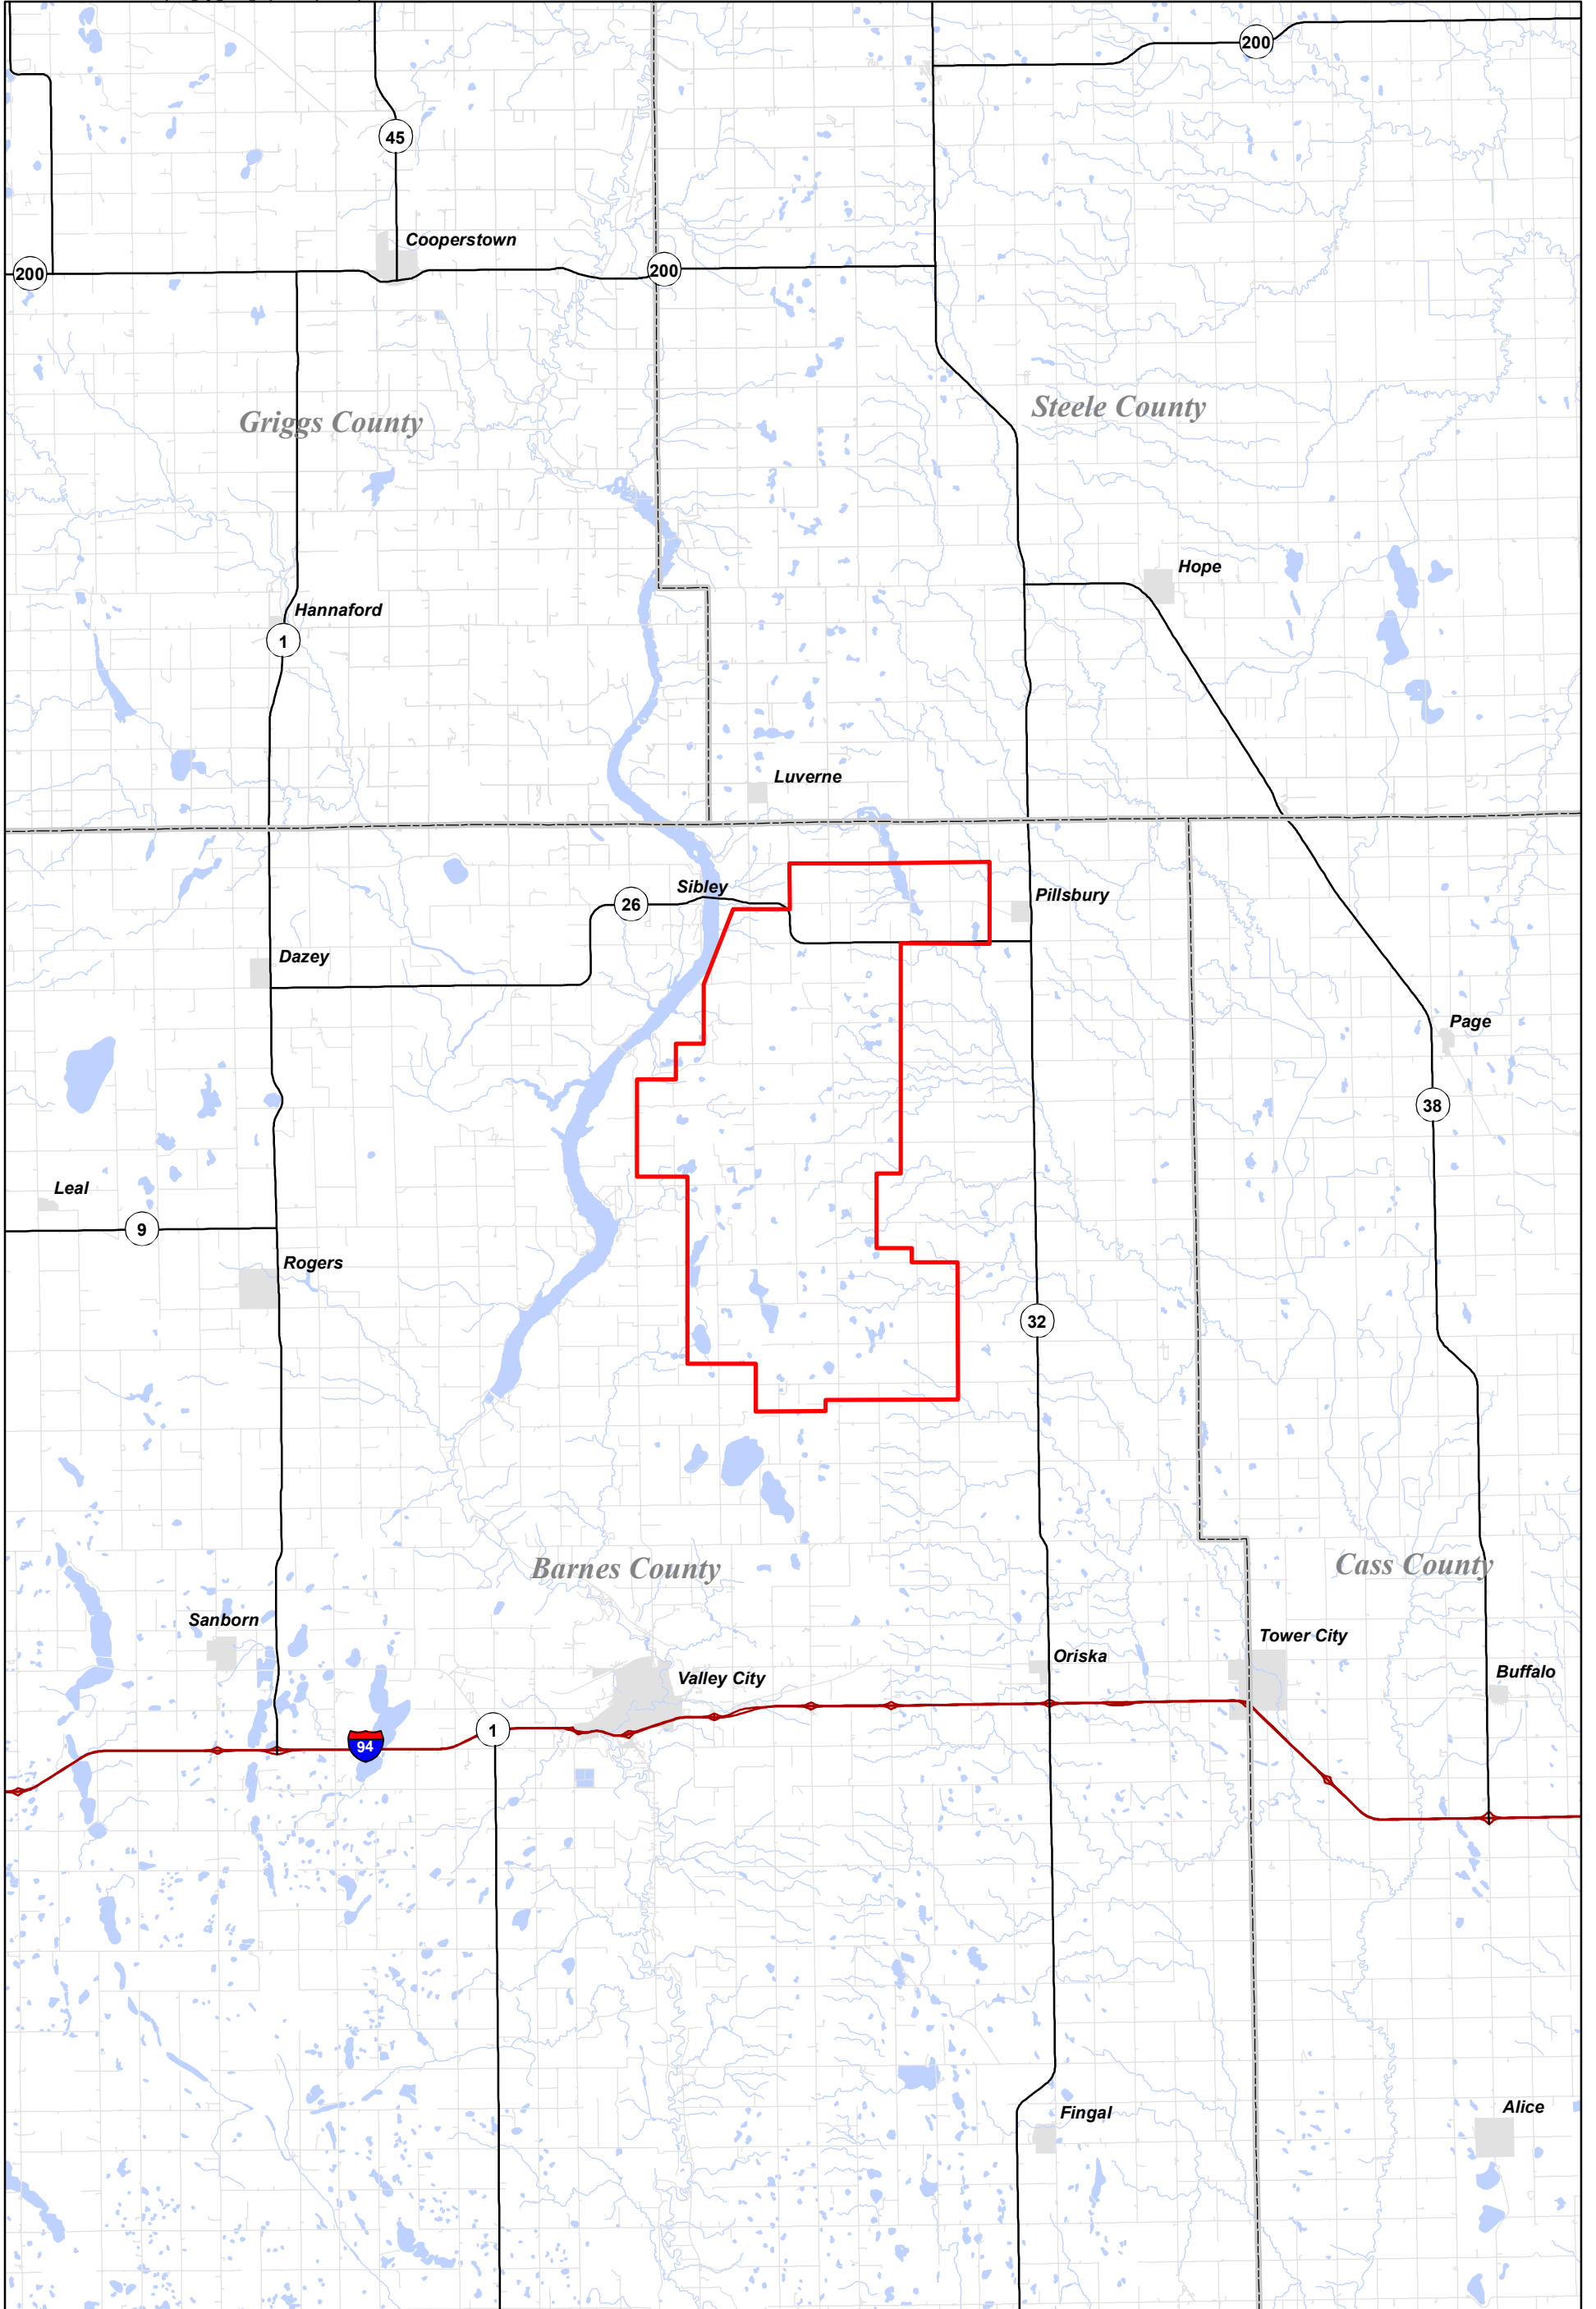 200
45
Cooperstown
200
200
Griggs County
Steele County
Hope
Hannaford
1
Luverne
Sibley
26
Pillsbury
Dazey
Page
38
Leal
9
Rogers
32
Barnes County
Cass County
Sanborn
Tower City
Oriska
Valley City
Buffalo
1
94
Fingal
Alice